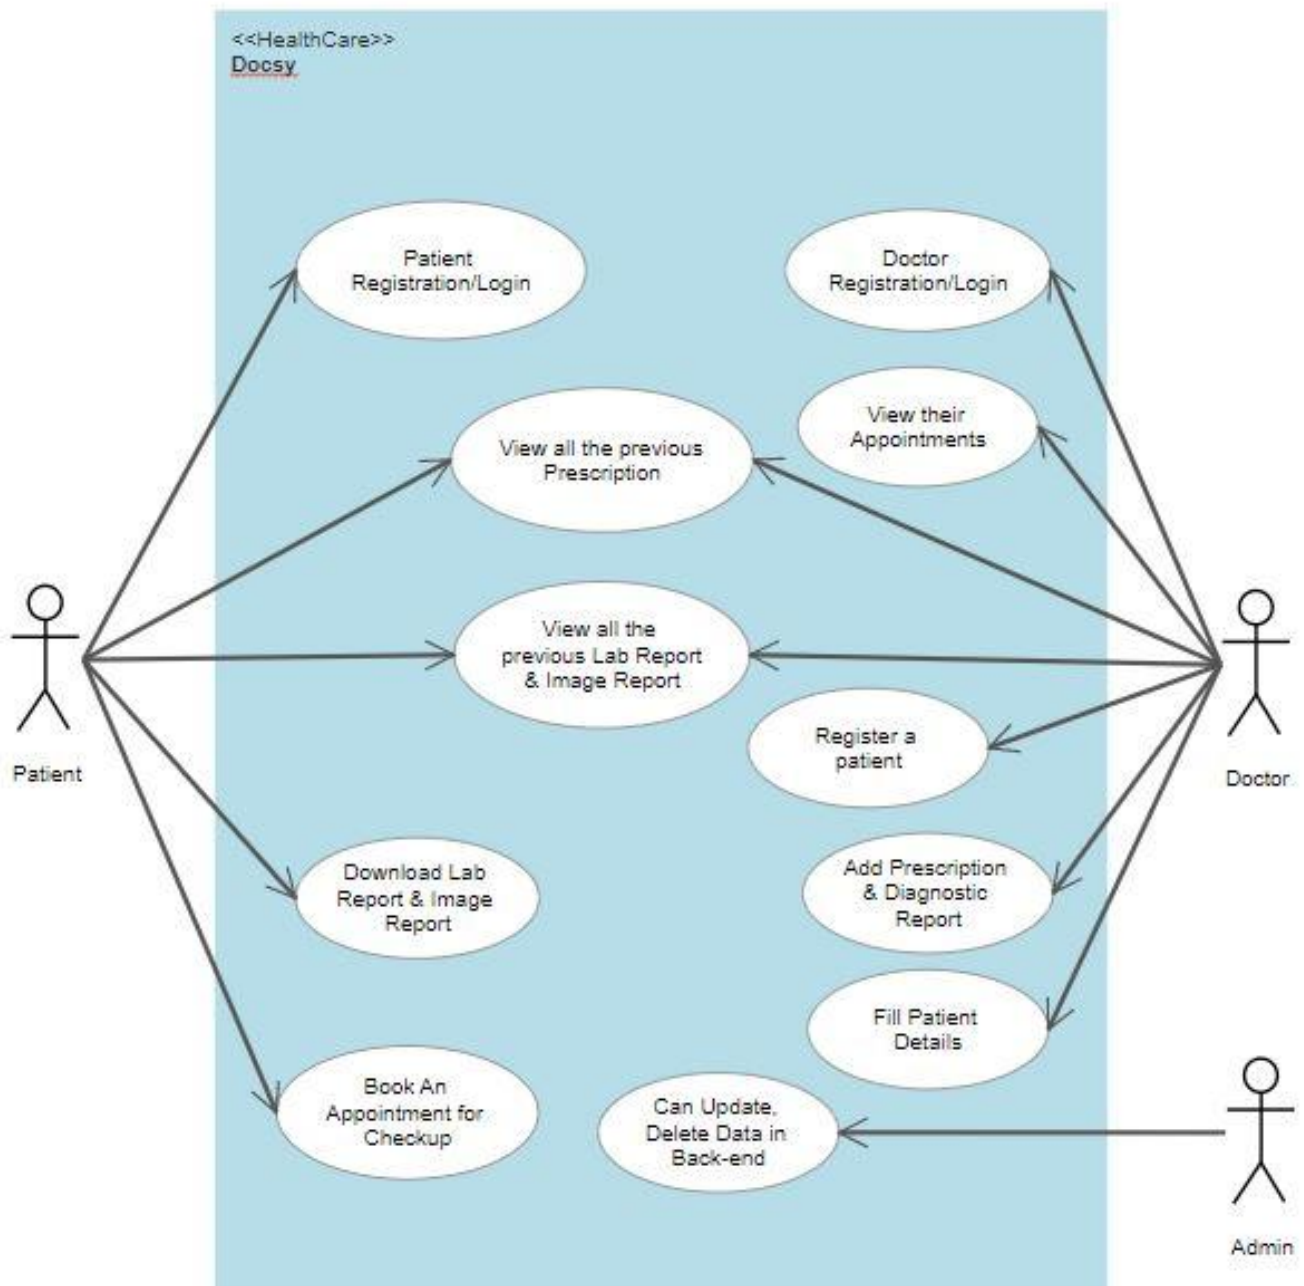 <<HealthCare>>
Docsy
Patient
Registration/Login
Doctor
Registration/Login
View their
Appointments
View all the previous
Prescription
View all the
previous Lab Report
& Image Report
Register a
patient
Patient
Doctor
Download Lab
Report & Image
Report
Add Prescription
& Diagnostic
Report
Fill Patient
Details
Book An
Appointment for
Checkup
Can Update,
Delete Data in
Back-end
Admin